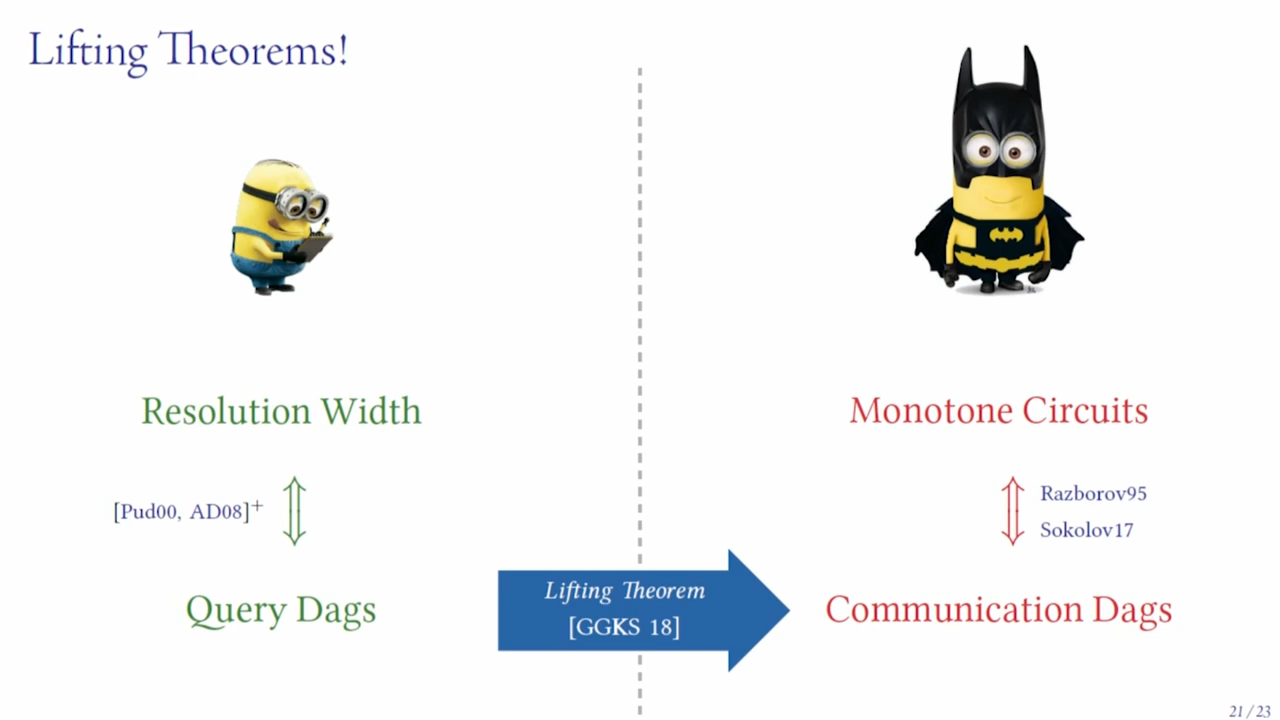 Lifting Theorems!
Resolution Width
[Pud00, AD08]⁺
Query Dags
Lifting Theorem
[GGKS 18]
Monotone Circuits
Razborov95
Sokolov17
Communication Dags
21 / 23